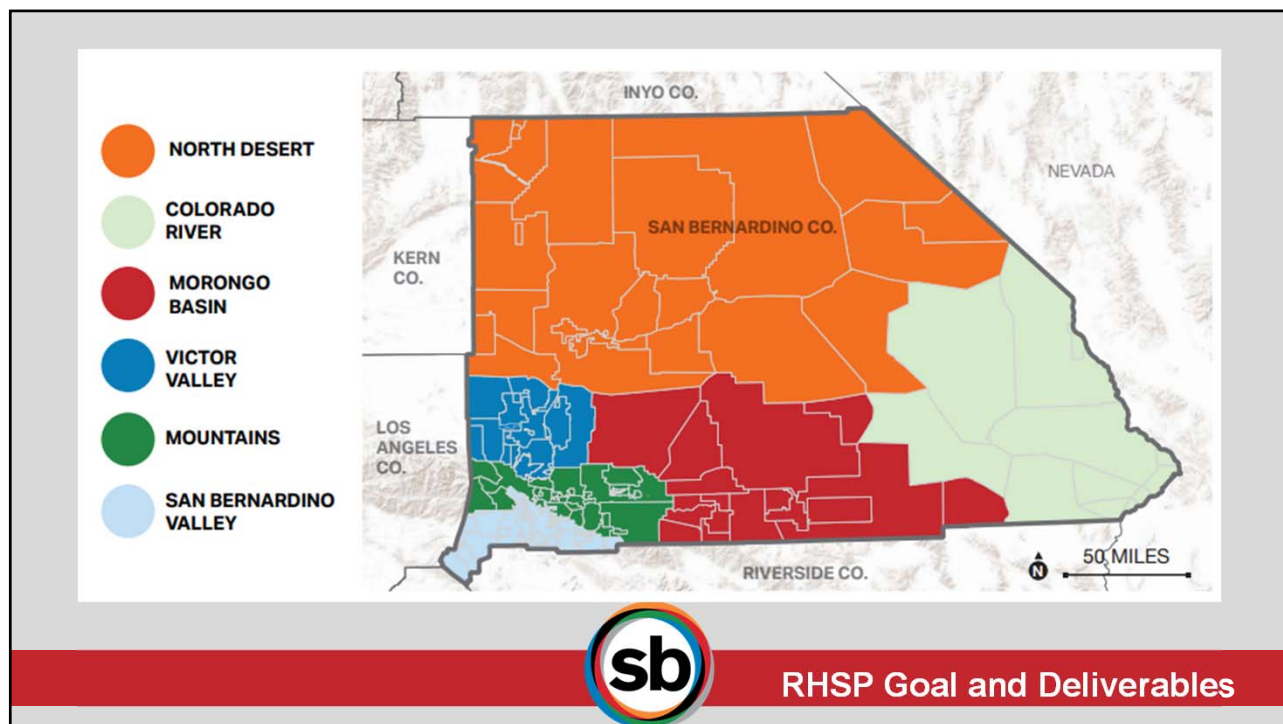 NORTH DESERT
COLORADO
RIVER
MORONGO
BASIN
VICTOR
VALLEY
MOUNTAINS
SAN BERNARDINO
VALLEY
INYO CO.
NEVADA
SAN BERNARDINO CO.
KERN
CO.
LOS
ANGELES
CO.
RIVERSIDE CO.
N
50 MILES
sb
RHSP Goal and Deliverables